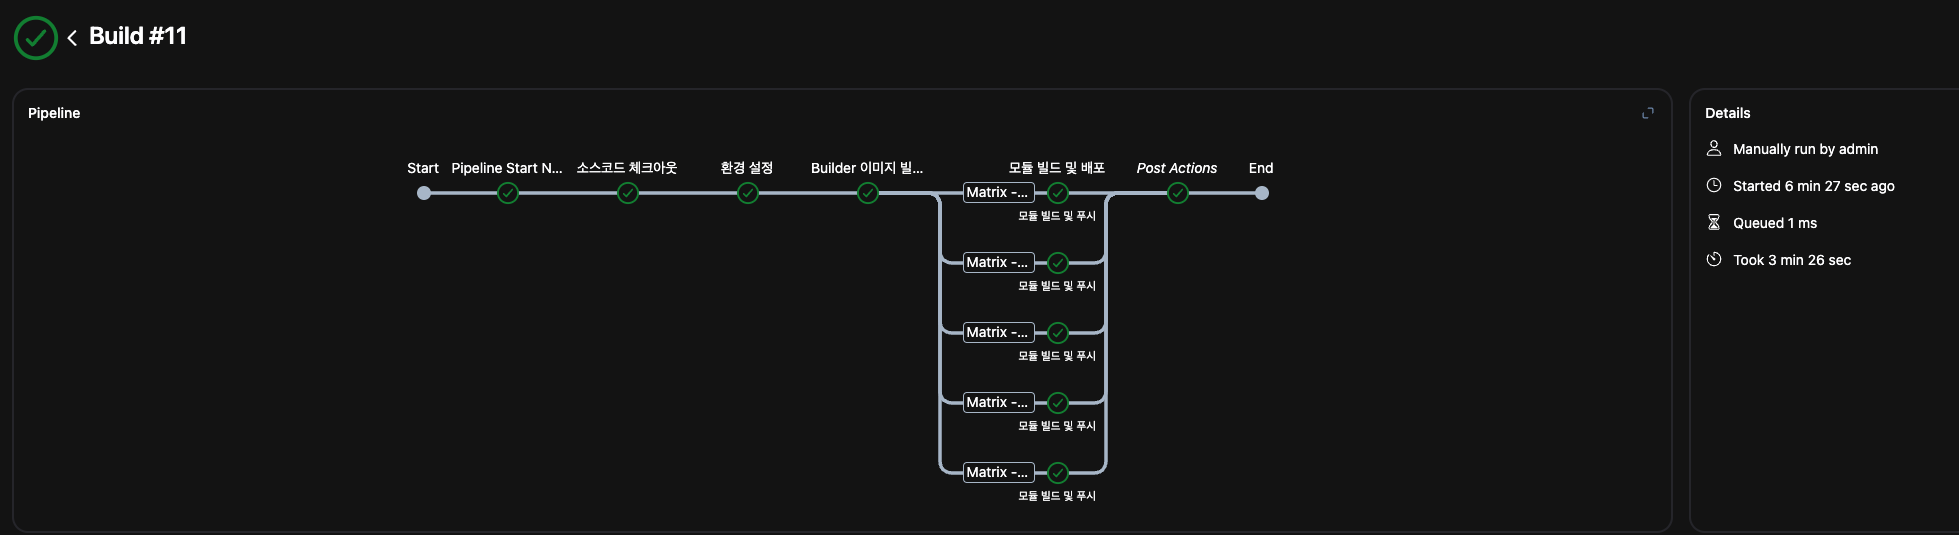 Build #11
Pipeline
Start
Pipeline Start N...
소스코드 체크아웃
환경 설정
Builder 이미지 빌...
모듈 빌드 및 배포
Post Actions
End
Matrix -...
모듈 빌드 및 푸시
Matrix -...
모듈 빌드 및 푸시
Matrix -...
모듈 빌드 및 푸시
Matrix -...
모듈 빌드 및 푸시
Matrix -...
모듈 빌드 및 푸시
Details
Manually run by admin
Started 6 min 27 sec ago
Queued 1 ms
Took 3 min 26 sec